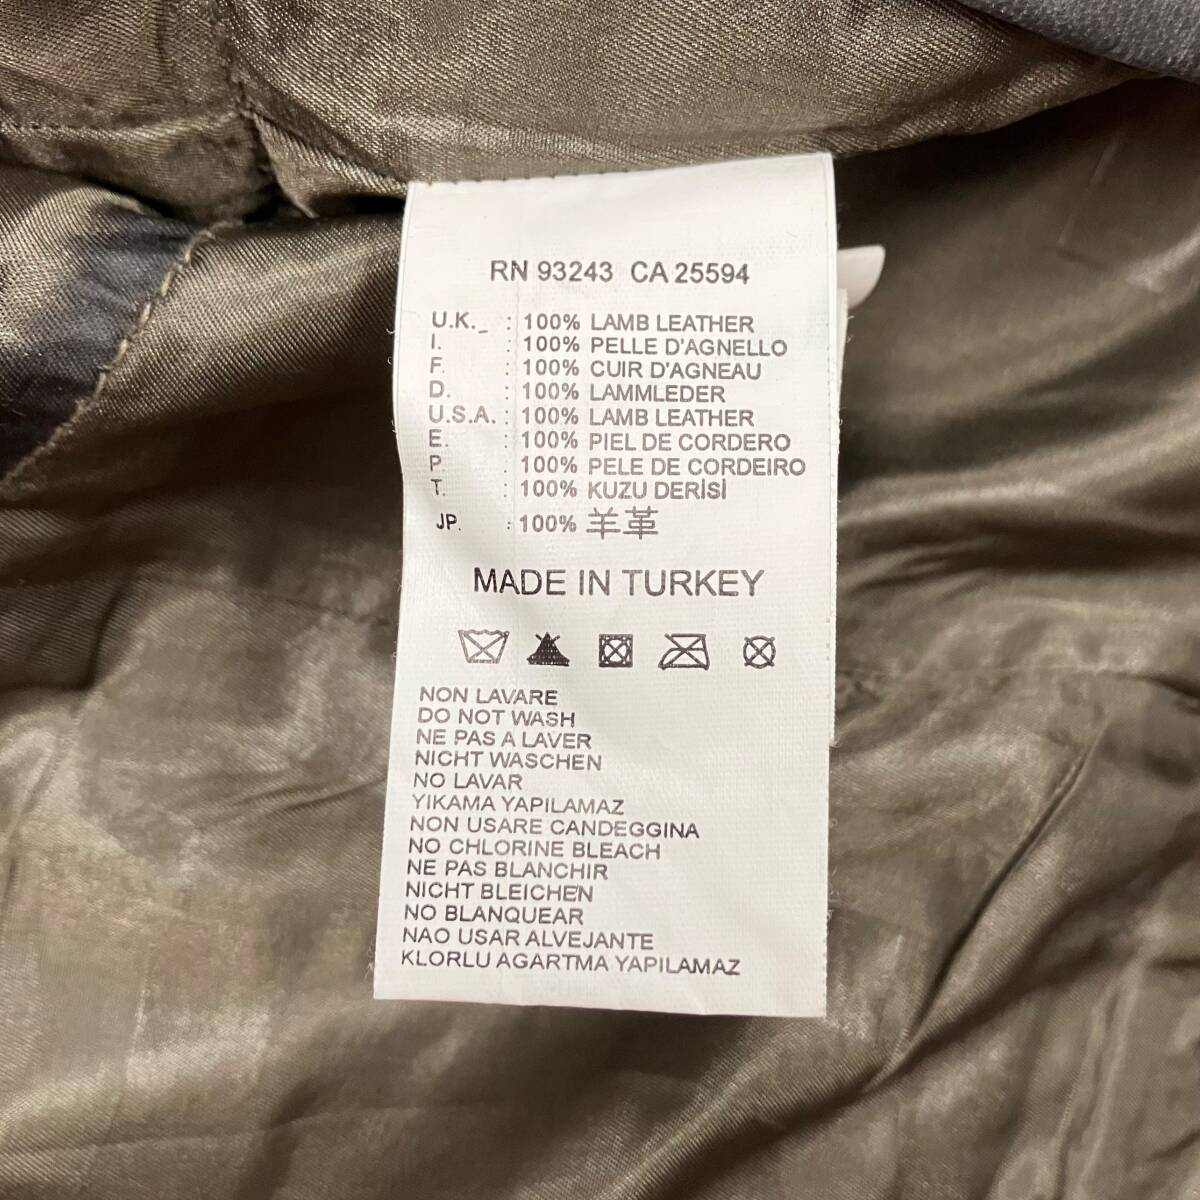 RN 93243 CA 25594
U.K. : 100% LAMB LEATHER
I. : 100% PELLE D'AGNELLO
F. : 100% CUIR D'AGNEAU
D. : 100% LAMMLEDER
U.S.A. : 100% LAMB LEATHER
E. : 100% PIEL DE CORDERO
P. : 100% PELE DE CORDEIRO
T. : 100% KUZU DERİSİ
JP. : 100% 羊革
MADE IN TURKEY
NON LAVARE
DO NOT WASH
NE PAS A LAVER
NICHT WASCHEN
NO LAVAR
YIKAMA YAPILAMAZ
NON USARE CANDEGGINA
NO CHLORINE BLEACH
NE PAS BLANCHIR
NICHT BLEICHEN
NO BLANQUEAR
NAO USAR ALVEJANTE
KLORLU AGARTMA YAPILAMAZ